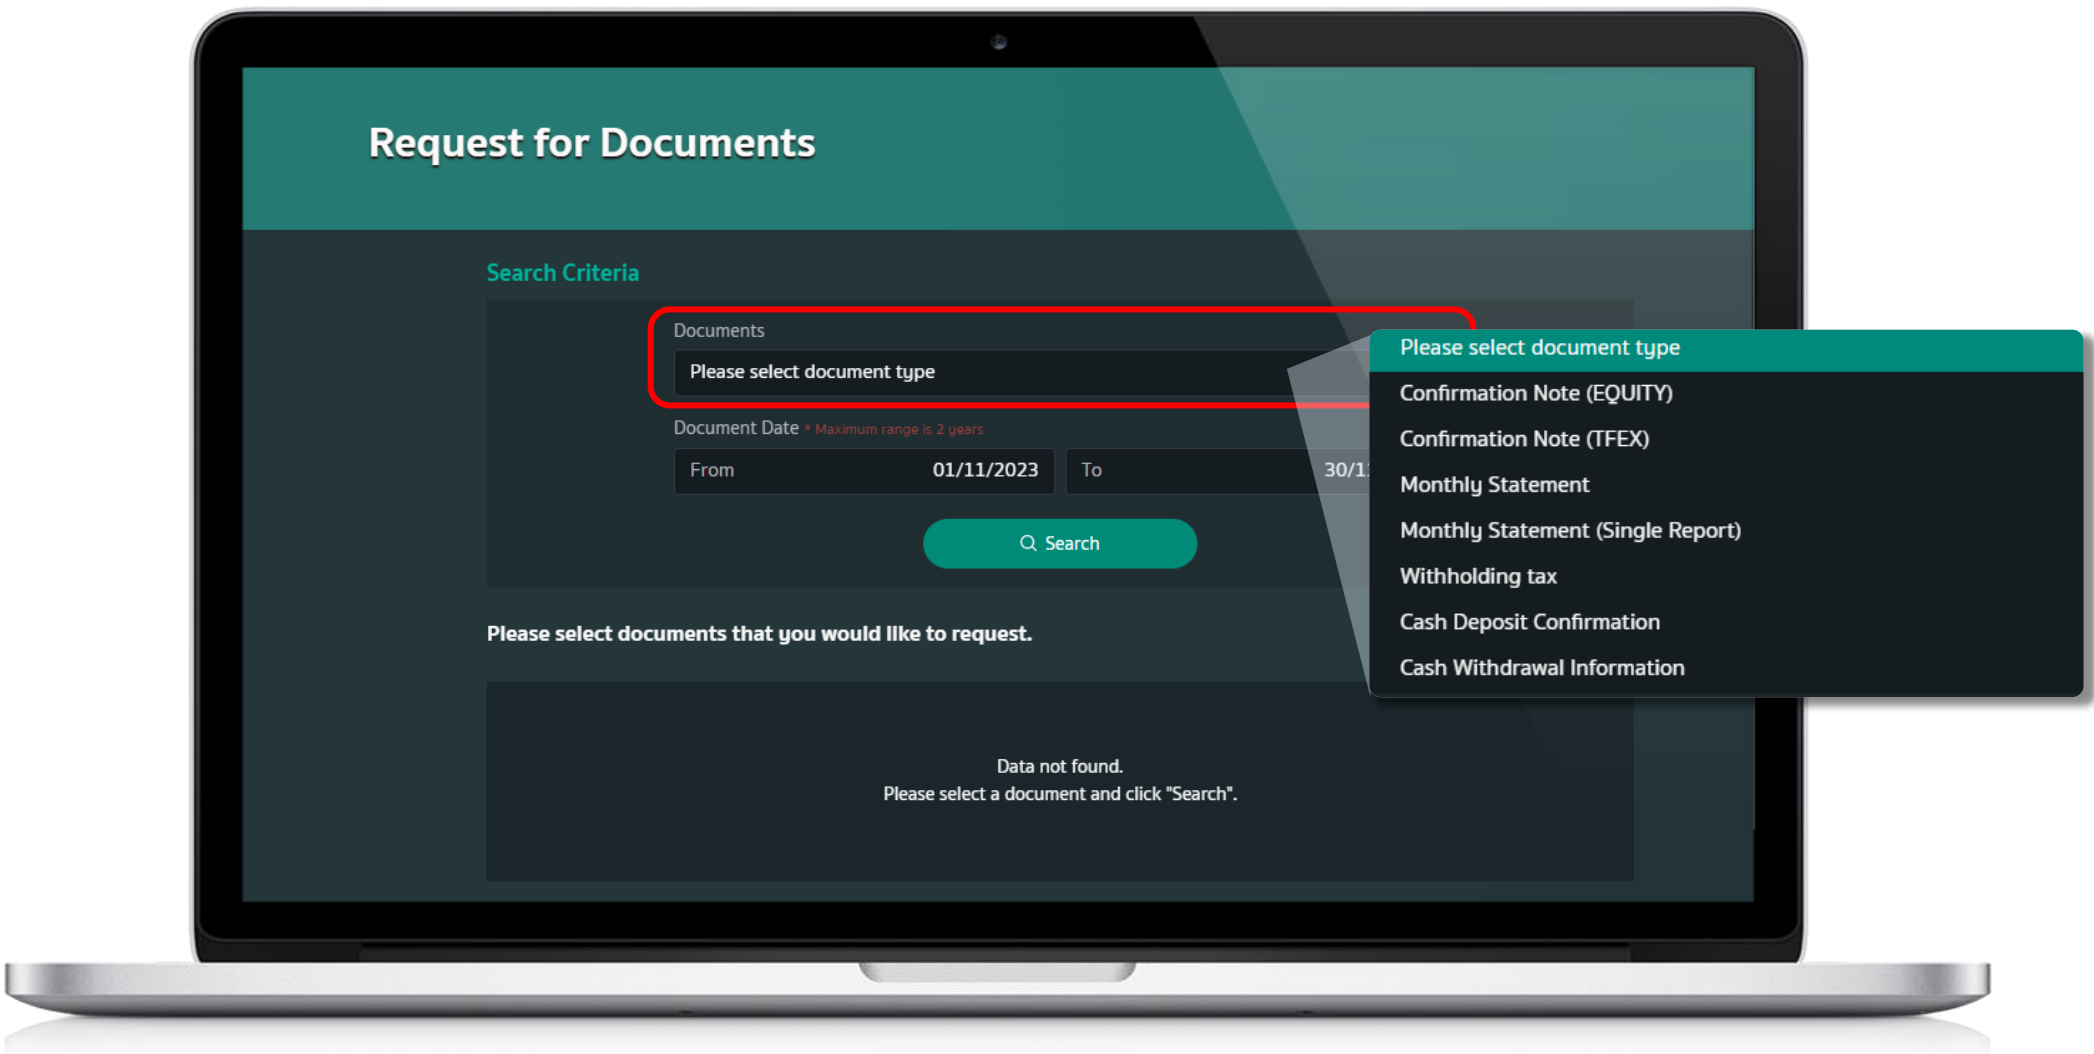 Request for Documents
Search Criteria
Documents
Please select document type
Document Date * Maximum range is 2 years
From 01/11/2023 To 30/1
Search
Please select documents that you would like to request.
Data not found.
Please select a document and click "Search".
Please select document type
Confirmation Note (EQUITY)
Confirmation Note (TFEX)
Monthly Statement
Monthly Statement (Single Report)
Withholding tax
Cash Deposit Confirmation
Cash Withdrawal Information